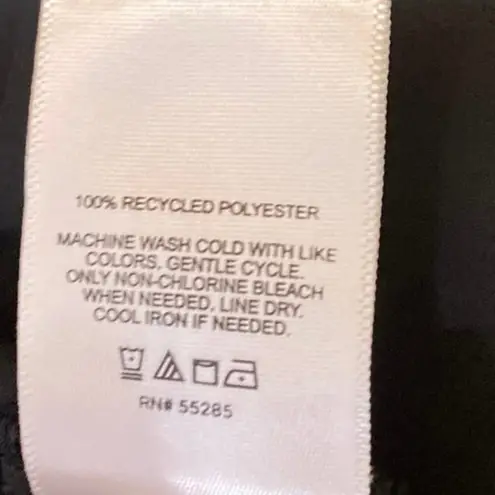 100% RECYCLED POLYESTER
MACHINE WASH COLD WITH LIKE
COLORS, GENTLE CYCLE.
ONLY NON-CHLORINE BLEACH
WHEN NEEDED, LINE DRY.
COOL IRON IF NEEDED.
RN# 55285